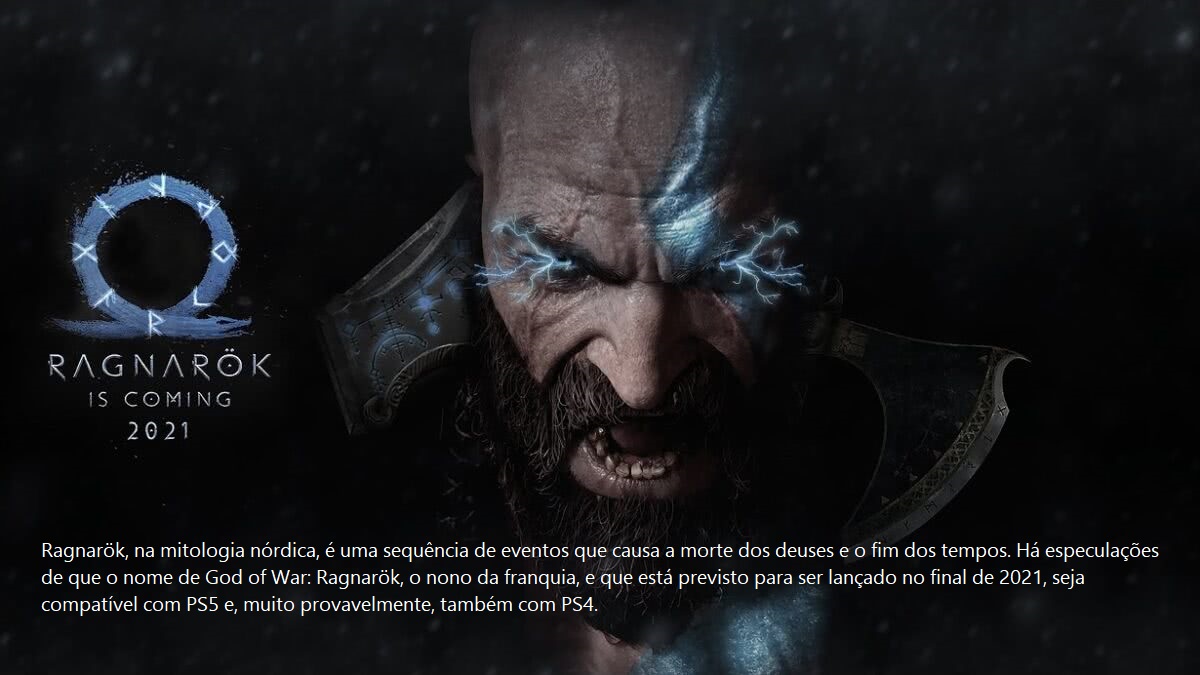 RAGNARÖK
IS COMING
2021
Ragnarök, na mitologia nórdica, é uma sequência de eventos que causa a morte dos deuses e o fim dos tempos. Há especulações
de que o nome de God of War: Ragnarök, o nono da franquia, e que está previsto para ser lançado no final de 2021, seja
compatível com PS5 e, muito provavelmente, também com PS4.